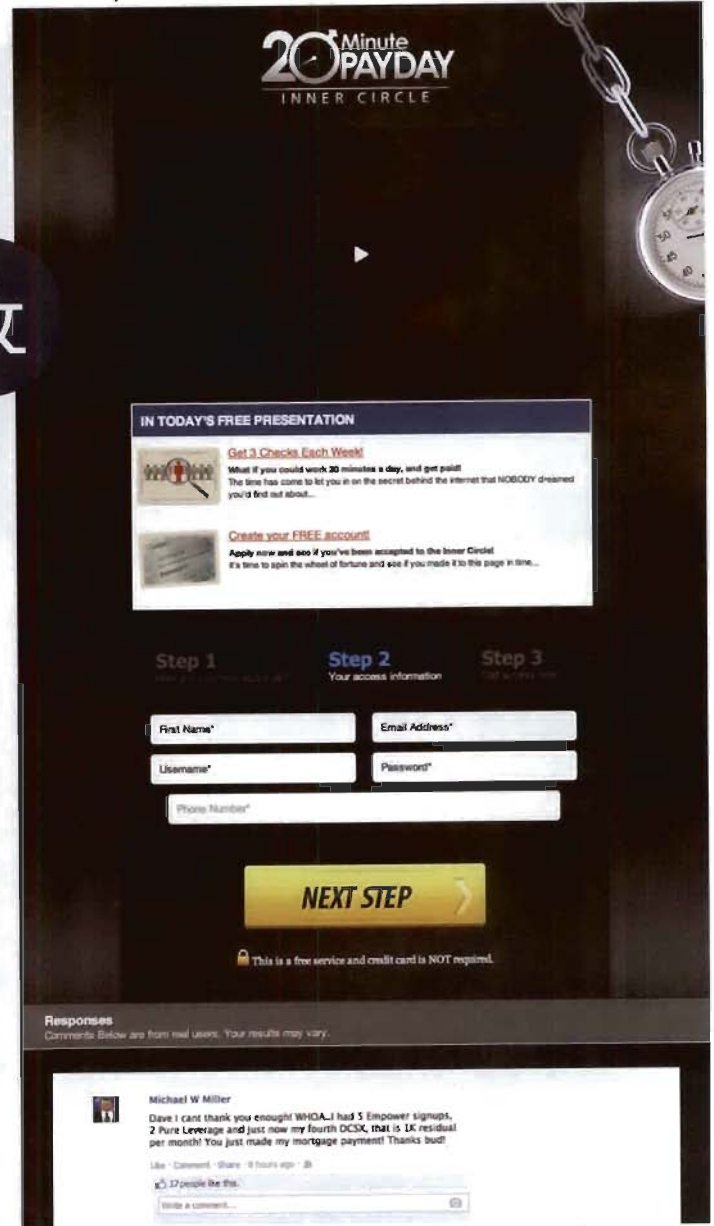 20 Minute
PAYDAY
INNER CIRCLE
IN TODAY'S FREE PRESENTATION
Get 3 Checks Each Week!
What if you could work 20 minutes a day, and get paid!
The time has come to let you in on the secret behind the internet that NOBODY dreamed
you'd find out about...
Create your FREE account!
Apply now and see if you've been accepted to the Inner Circle!
It's time to spin the wheel of fortune and see if you made it to this page in time...
Step 1
Step 2
Your access information
Step 3
First Name*
Email Address*
Username*
Password*
Phone Number*
NEXT STEP
This is a free service and credit card is NOT required.
Responses
Comments Below are from real users. Your results may vary.
Michael W Miller
Dave I cant thank you enough! WHOA...I had 5 Empower signups,
2 Pure Leverage and just now my fourth DCSX, that is 1K residual
per month! You just made my mortgage payment! Thanks bud!
Like · Comment · Share · 8 hours ago
17 people like this.
Write a comment...